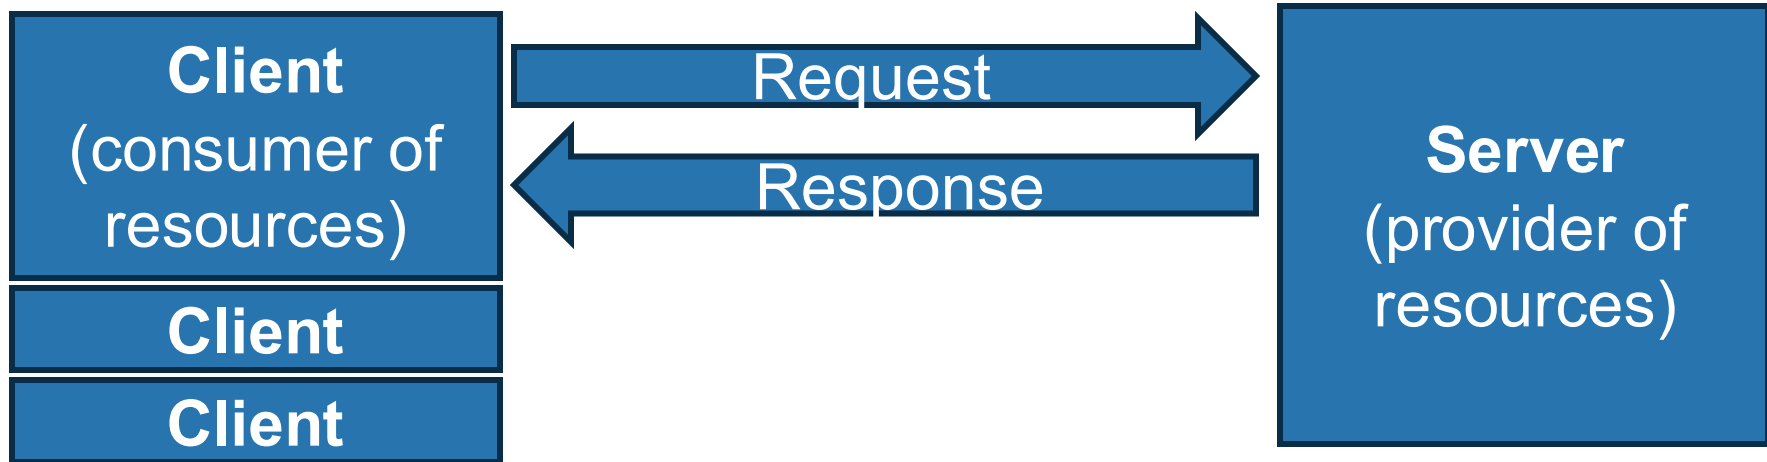 Client
(consumer of
resources)
Client
Client
Request
Response
Server
(provider of
resources)